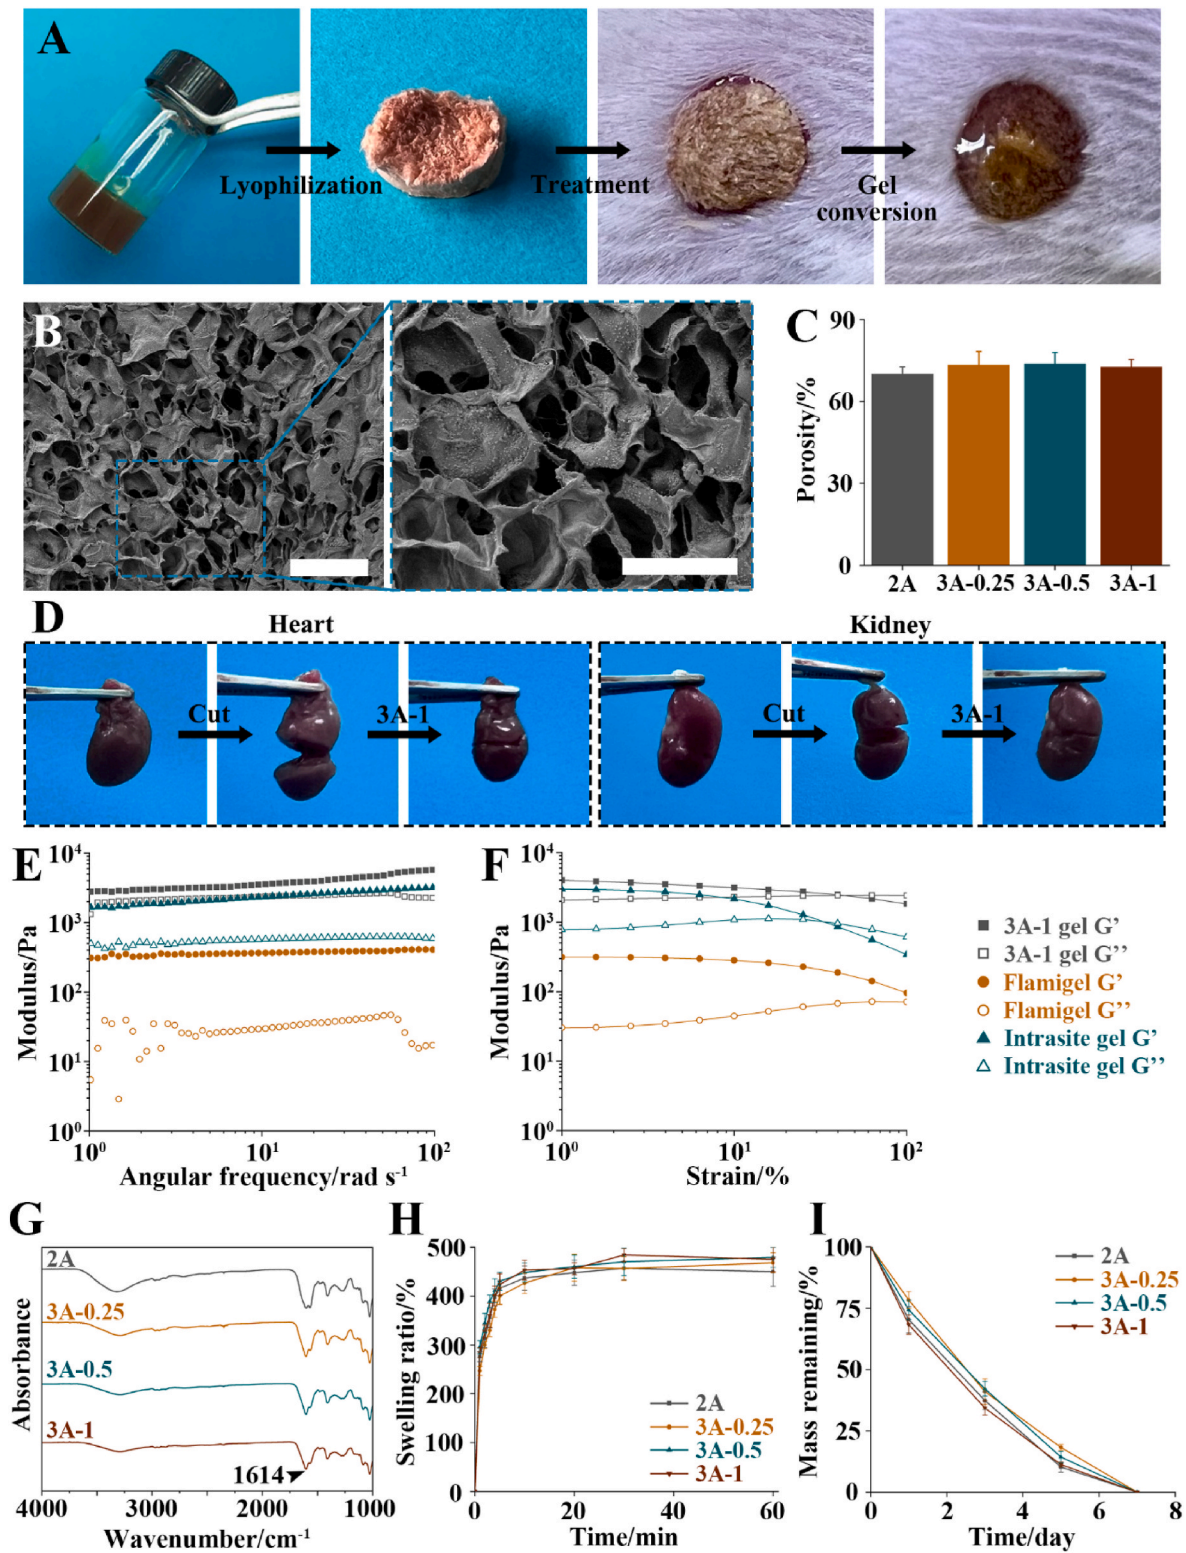 A
Lyophilization
Treatment
Gel
conversion
B
C
Porosity/%
90
60
30
0
2A
3A-0.25
3A-0.5
3A-1
D
Heart
Kidney
Cut
3A-1
Cut
3A-1
E
Modulus/Pa
10⁴
10³
10²
10¹
10⁰
10⁰
10¹
10²
Angular frequency/rad s⁻¹
F
Modulus/Pa
10⁴
10³
10²
10¹
10⁰
10⁰
10¹
10²
Strain/%
3A-1 gel G’
3A-1 gel G’’
Flamigel G’
Flamigel G’’
Intrasite gel G’
Intrasite gel G’’
G
Absorbance
2A
3A-0.25
3A-0.5
3A-1
1614
4000
3000
2000
1000
Wavenumber/cm⁻¹
H
Swelling ratio/%
500
400
300
200
100
0
0
20
40
60
Time/min
2A
3A-0.25
3A-0.5
3A-1
I
Mass remaining/%
100
75
50
25
0
0
2
4
6
8
Time/day
2A
3A-0.25
3A-0.5
3A-1